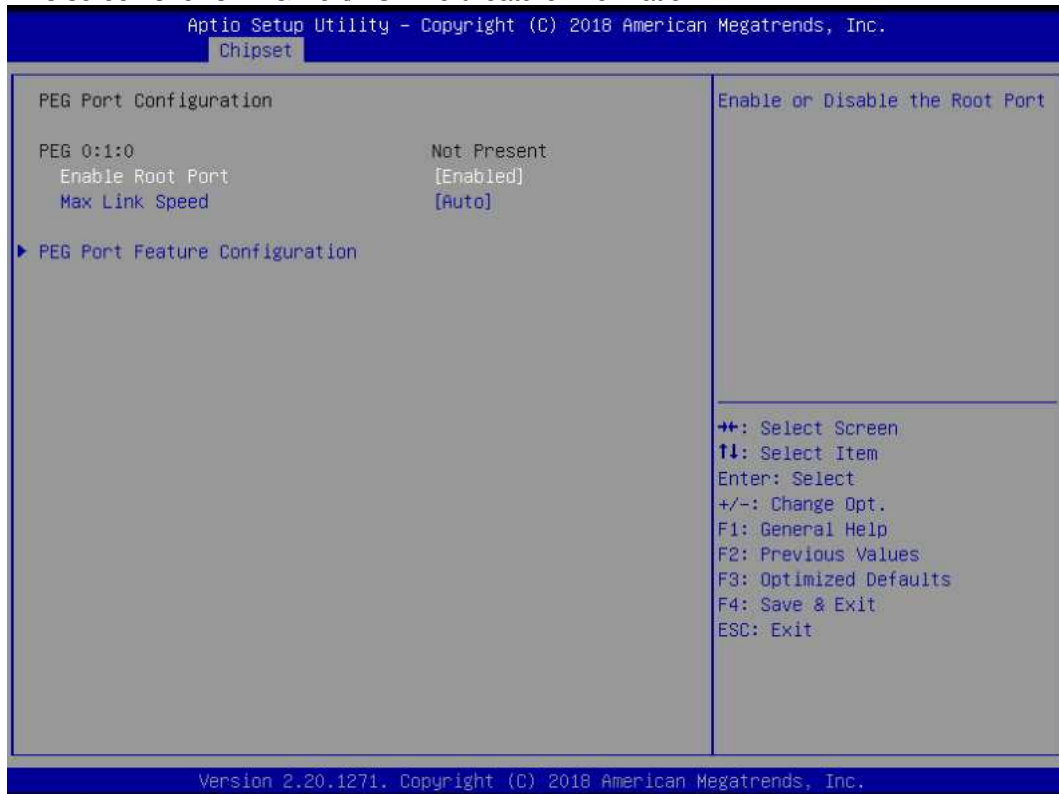 Aptio Setup Utility – Copyright (C) 2018 American Megatrends, Inc.
Chipset
PEG Port Configuration
PEG 0:1:0 Not Present
Enable Root Port [Enabled]
Max Link Speed [Auto]
PEG Port Feature Configuration
Enable or Disable the Root Port
→←: Select Screen
↑↓: Select Item
Enter: Select
+/-: Change Opt.
F1: General Help
F2: Previous Values
F3: Optimized Defaults
F4: Save & Exit
ESC: Exit
Version 2.20.1271. Copyright (C) 2018 American Megatrends, Inc.